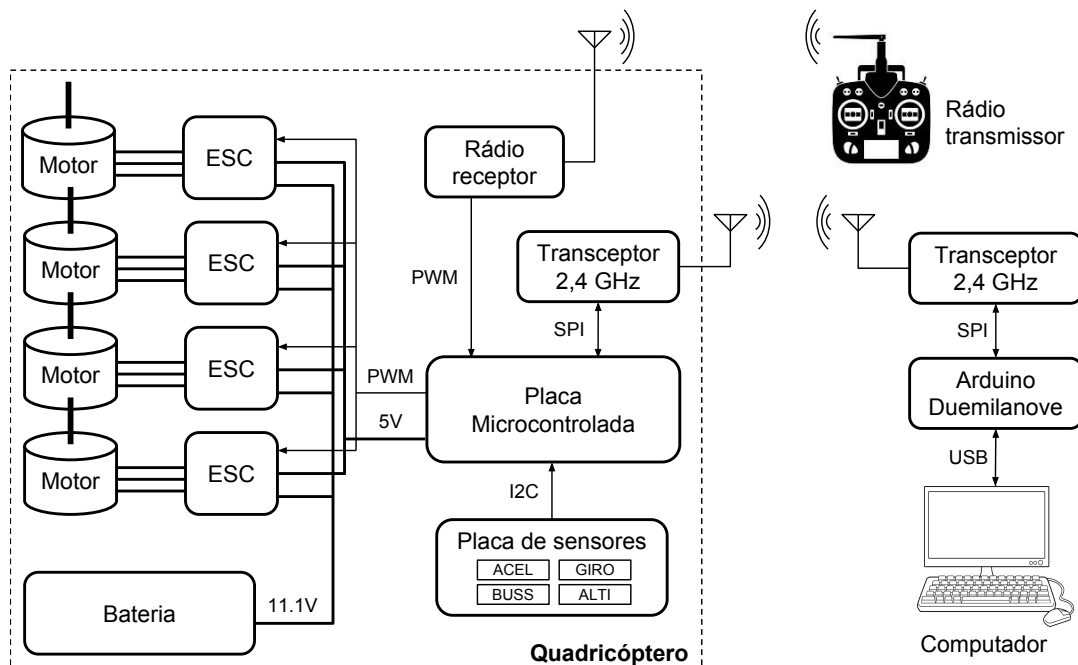 Motor
ESC
Motor
ESC
Motor
ESC
Motor
ESC
Bateria
11.1V
PWM
5V
Rádio
receptor
PWM
Transceptor
2,4 GHz
SPI
Placa
Microcontrolada
I2C
Placa de sensores
ACEL
GIRO
BUSS
ALTI
Quadricóptero
Rádio
transmissor
Transceptor
2,4 GHz
SPI
Arduino
Duemilanove
USB
Computador